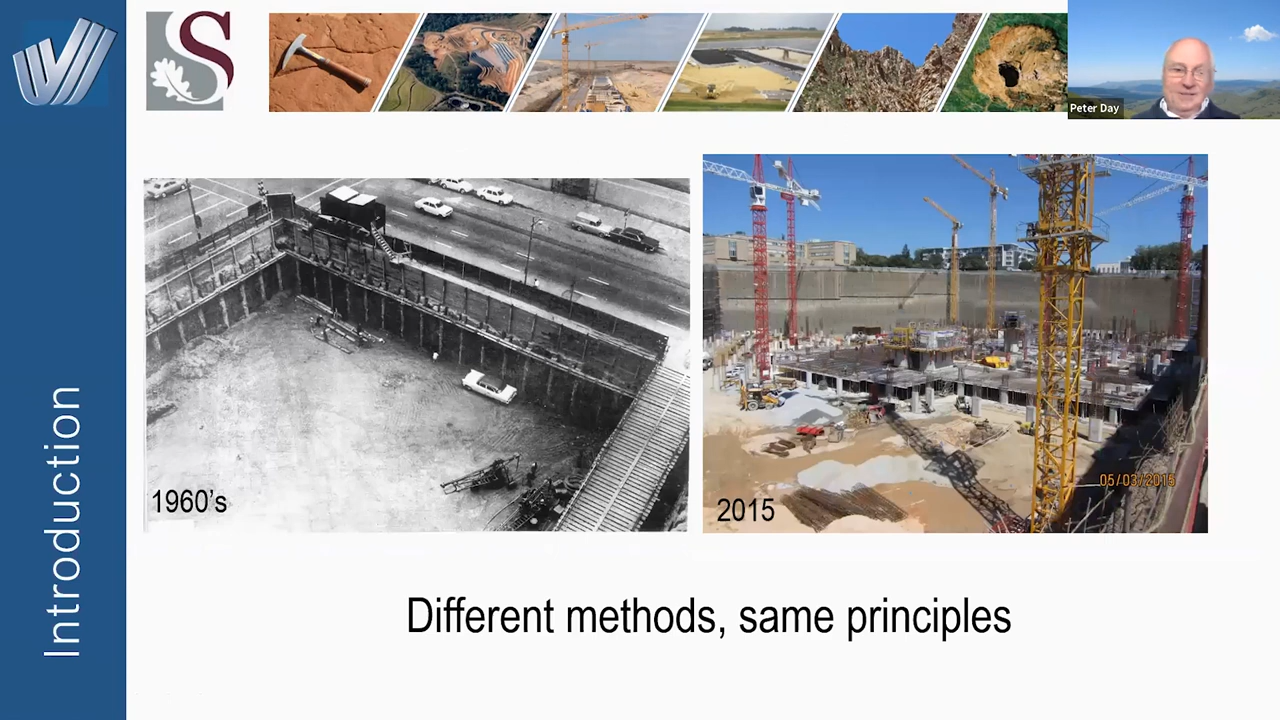 Peter Day
Introduction
1960's
05/03/2015
2015
Different methods, same principles